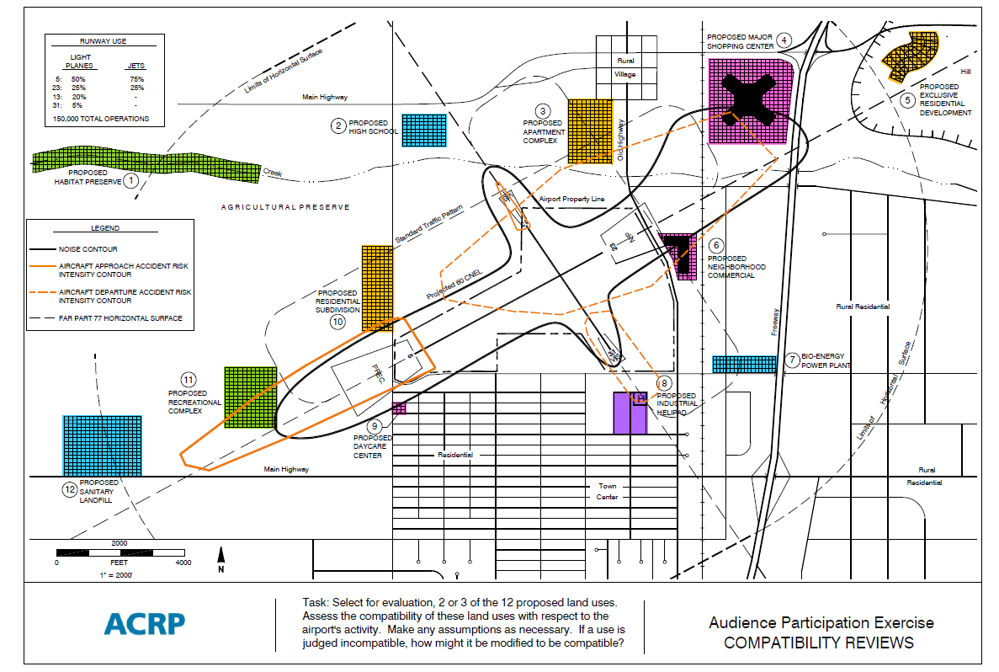 RUNWAY USE
LIGHT
PLANES JETS
5: 50% 75%
23: 25% 25%
13: 20% -
31: 5% -
150,000 TOTAL OPERATIONS
Limits of Horizontal Surface
Main Highway
Rural
Village
PROPOSED MAJOR
SHOPPING CENTER
4
Hill
5
PROPOSED
EXCLUSIVE
RESIDENTIAL
DEVELOPMENT
2
PROPOSED
HIGH SCHOOL
3
PROPOSED
APARTMENT
COMPLEX
Old Highway
PROPOSED
HABITAT PRESERVE
1
Creek
AGRICULTURAL PRESERVE
Airport Property Line
Standard Traffic Pattern
LEGEND
NOISE CONTOUR
AIRCRAFT APPROACH ACCIDENT RISK
INTENSITY CONTOUR
AIRCRAFT DEPARTURE ACCIDENT RISK
INTENSITY CONTOUR
FAR PART 77 HORIZONTAL SURFACE
N/P
23
6
PROPOSED
NEIGHBORHOOD
COMMERCIAL
Projected 60 CNEL
PROPOSED
RESIDENTIAL
SUBDIVISION
10
Rural Residential
Freeway
5
PREC.
31
7
BIO-ENERGY
POWER PLANT
Limits of Horizontal Surface
11
PROPOSED
RECREATIONAL
COMPLEX
8
PROPOSED
INDUSTRIAL
HELIPAD
H
9
PROPOSED
DAYCARE
CENTER
Residential
Main Highway
Rural
Residential
12
PROPOSED
SANITARY
LANDFILL
Town
Center
2000
0 FEET 4000
1" = 2000'
N
ACRP
Task: Select for evaluation, 2 or 3 of the 12 proposed land uses.
Assess the compatibility of these land uses with respect to the
airport's activity. Make any assumptions as necessary. If a use is
judged incompatible, how might it be modified to be compatible?
Audience Participation Exercise
COMPATIBILITY REVIEWS